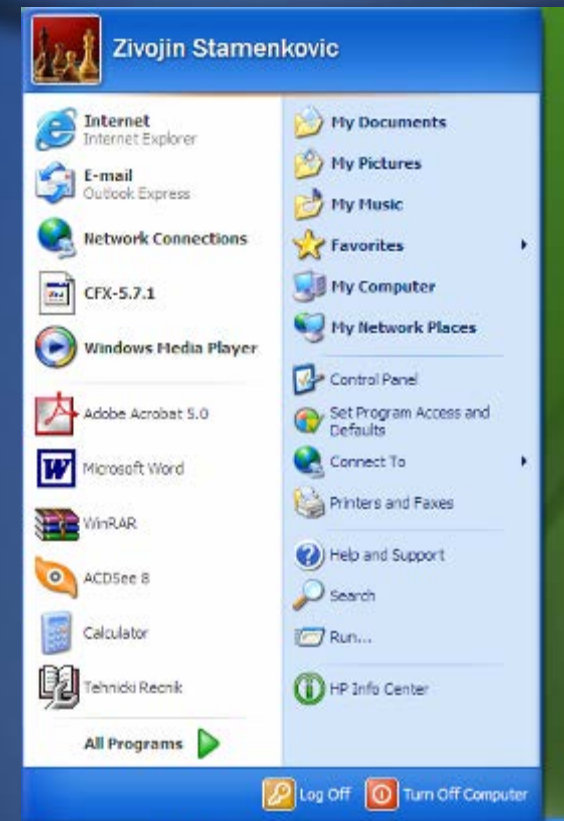 Zivojin Stamenkovic
Internet
Internet Explorer
E-mail
Outlook Express
Network Connections
CFX-5.7.1
Windows Media Player
Adobe Acrobat 5.0
Microsoft Word
WinRAR
ACDSee 8
Calculator
Tehnicki Recnik
All Programs
My Documents
My Pictures
My Music
Favorites
My Computer
My Network Places
Control Panel
Set Program Access and
Defaults
Connect To
Printers and Faxes
Help and Support
Search
Run...
HP Info Center
Log Off
Turn Off Computer